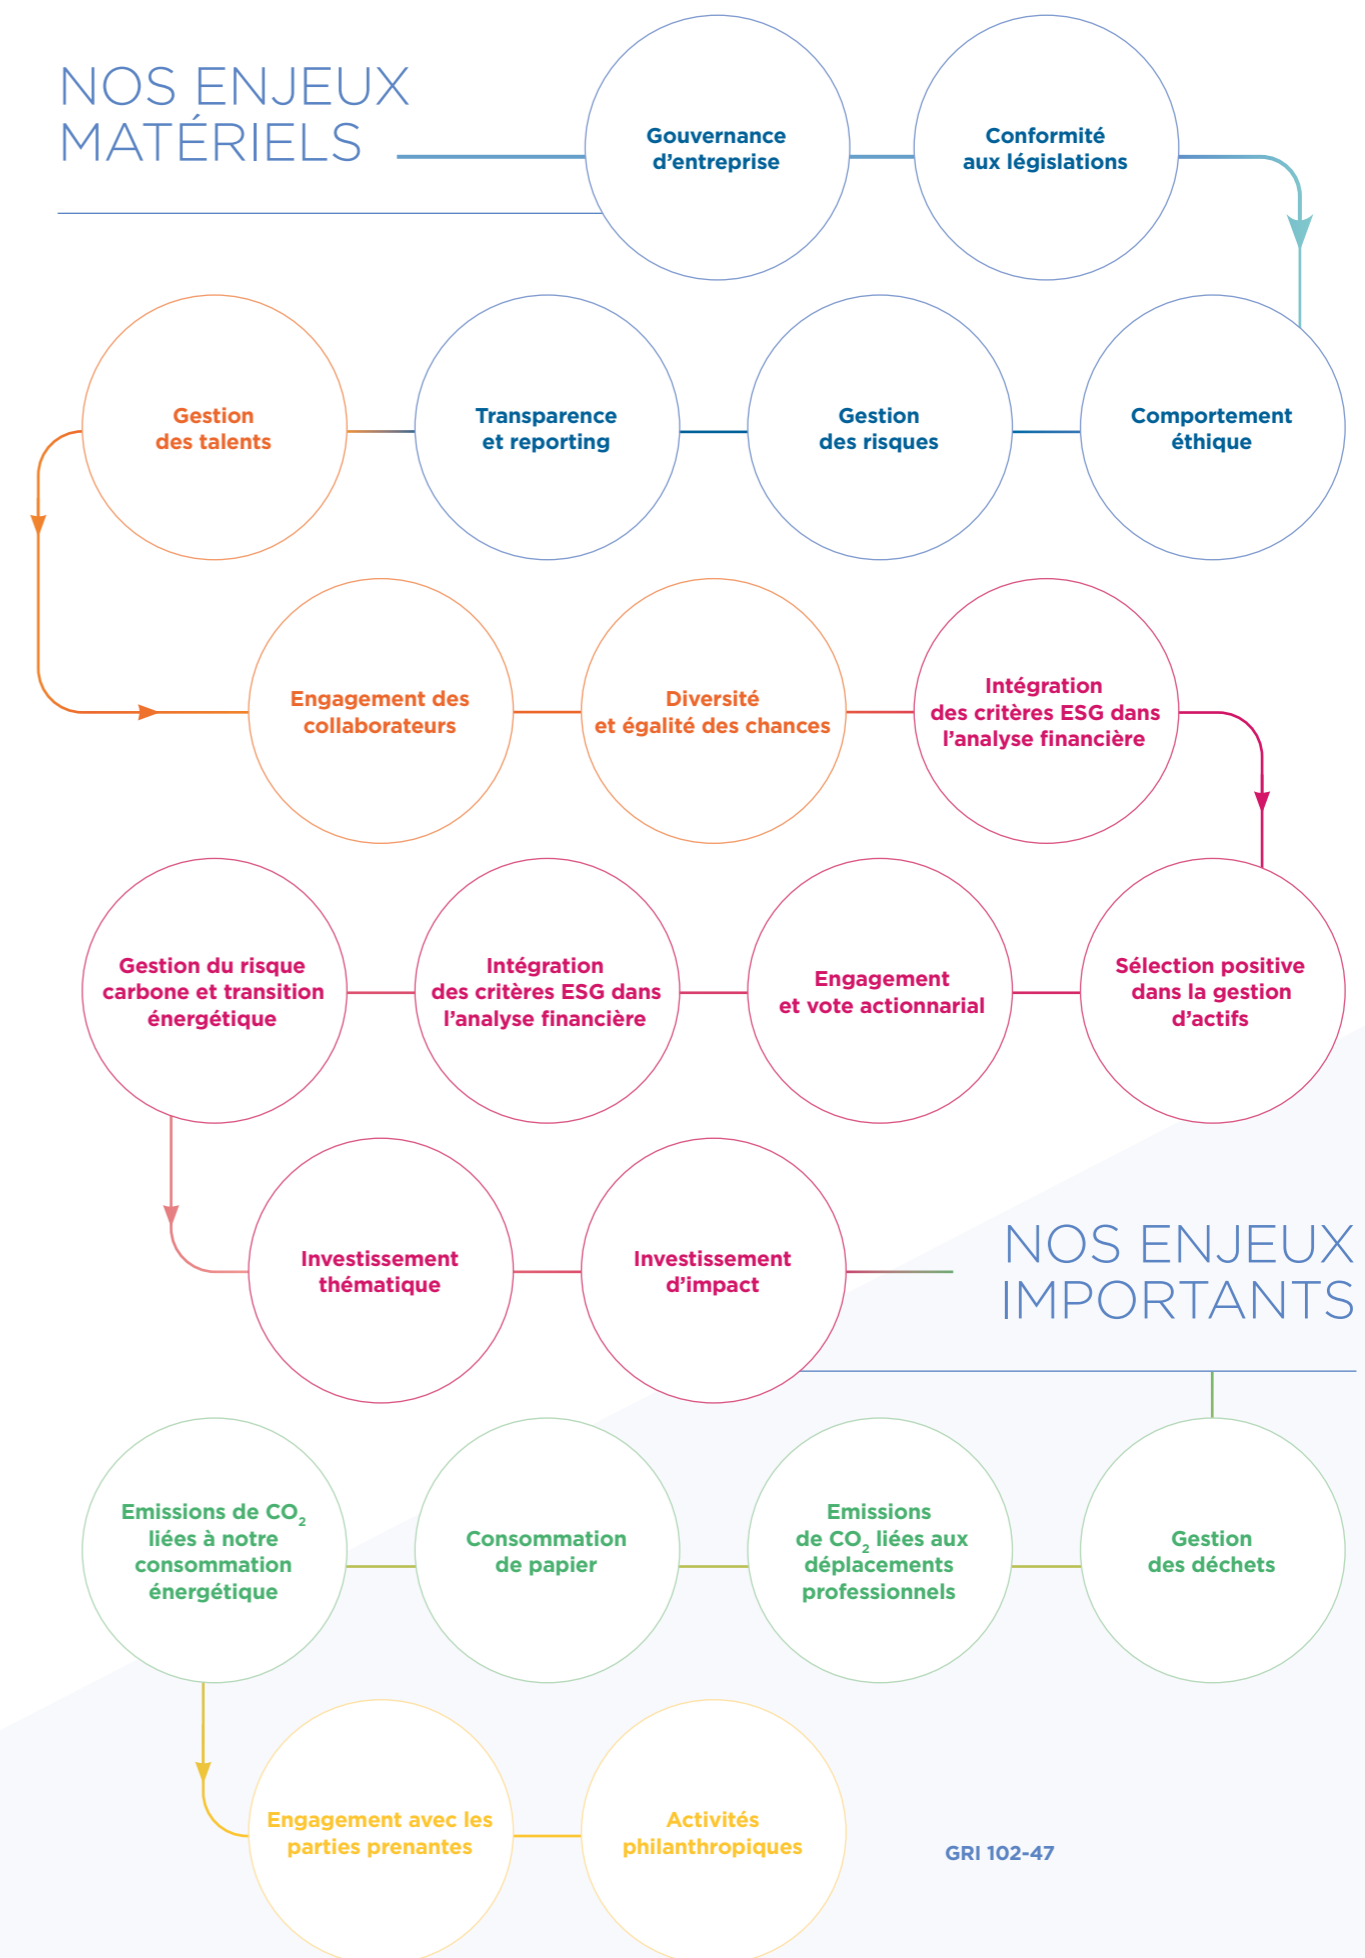 NOS ENJEUX
MATÉRIELS
Gouvernance
d'entreprise
Conformité
aux législations
Gestion
des talents
Transparence
et reporting
Gestion
des risques
Comportement
éthique
Engagement des
collaborateurs
Diversité
et égalité des chances
Intégration
des critères ESG dans
l'analyse financière
Gestion du risque
carbone et transition
énergétique
Intégration
des critères ESG dans
l'analyse financière
Engagement
et vote actionnarial
Sélection positive
dans la gestion
d'actifs
Investissement
thématique
Investissement
d'impact
NOS ENJEUX
IMPORTANTS
Emissions de CO₂
liées à notre
consommation
énergétique
Consommation
de papier
Emissions
de CO₂ liées aux
déplacements
professionnels
Gestion
des déchets
Engagement avec les
parties prenantes
Activités
philanthropiques
GRI 102-47